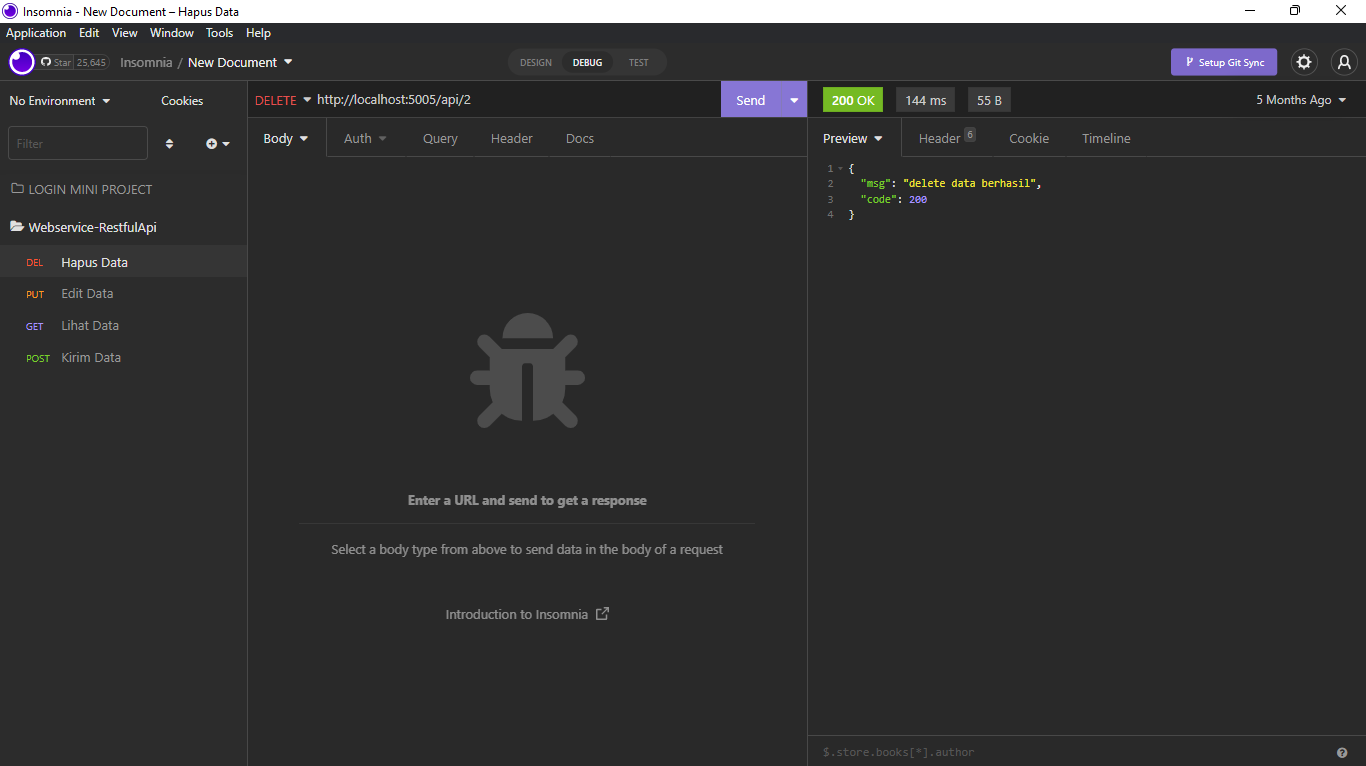 Insomnia - New Document – Hapus Data
Application Edit View Window Tools Help
Star 25,645 Insomnia / New Document DESIGN DEBUG TEST Setup Git Sync
No Environment Cookies
Filter
LOGIN MINI PROJECT
Webservice-RestfulApi
DEL Hapus Data
PUT Edit Data
GET Lihat Data
POST Kirim Data
DELETE http://localhost:5005/api/2 Send
Body Auth Query Header Docs
Enter a URL and send to get a response
Select a body type from above to send data in the body of a request
Introduction to Insomnia
200 OK 144 ms 55 B 5 Months Ago
Preview Header 6 Cookie Timeline
1 {
2 "msg": "delete data berhasil",
3 "code": 200
4 }
$.store.books[*].author